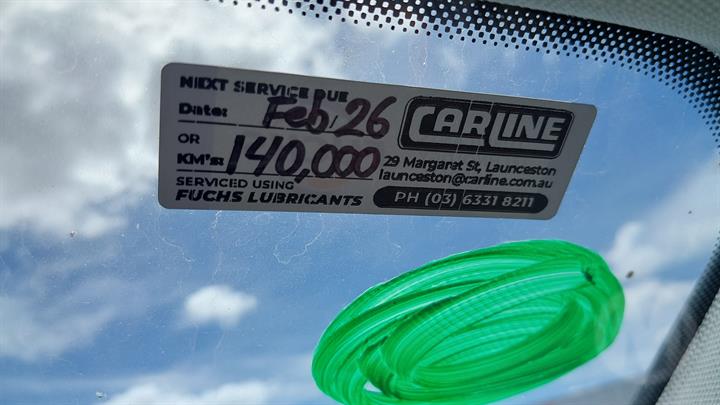 NEXT SERVICE DUE
Date: Feb, 26
OR
KM's: 140,000
SERVICED USING
FUCHS LUBRICANTS
CARLINE
29 Margaret St, Launceston
launceston@carline.com.au
PH (03) 6331 8211